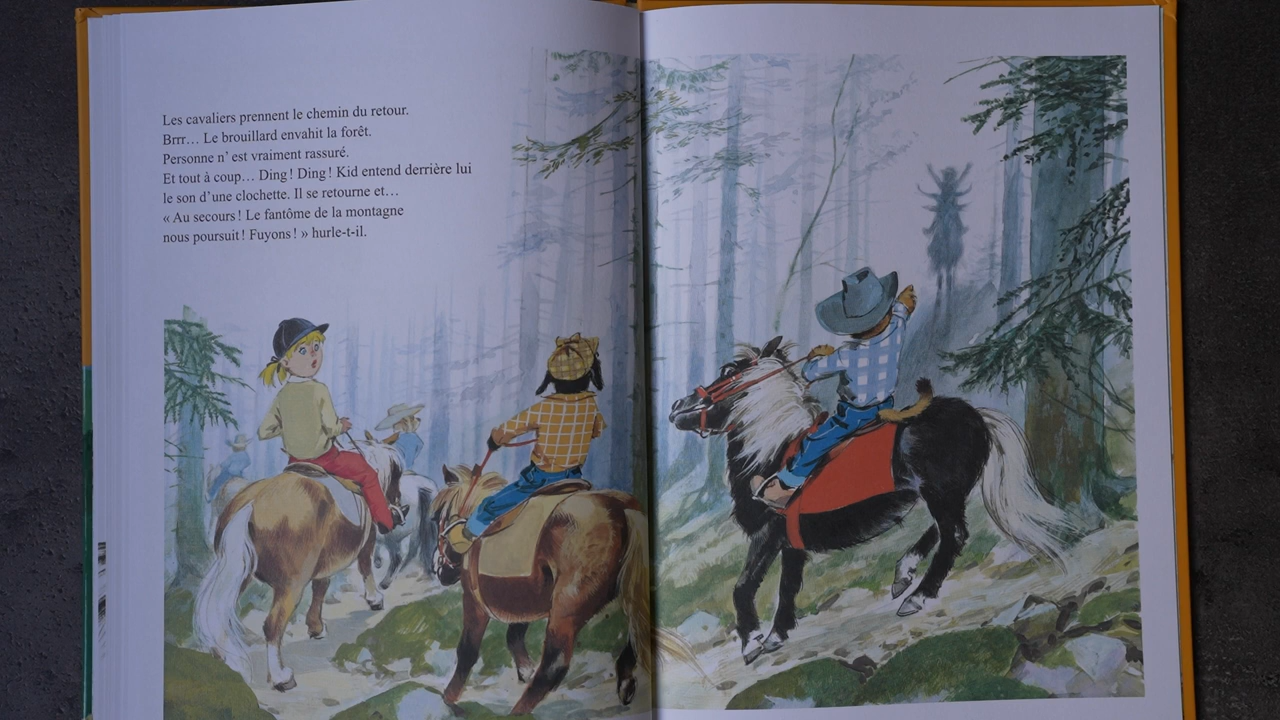 Les cavaliers prennent le chemin du retour.
Brrr… Le brouillard envahit la forêt.
Personne n’ est vraiment rassuré.
Et tout à coup… Ding ! Ding ! Kid entend derrière lui
le son d’une clochette. Il se retourne et…
« Au secours ! Le fantôme de la montagne
nous poursuit ! Fuyons ! » hurle-t-il.